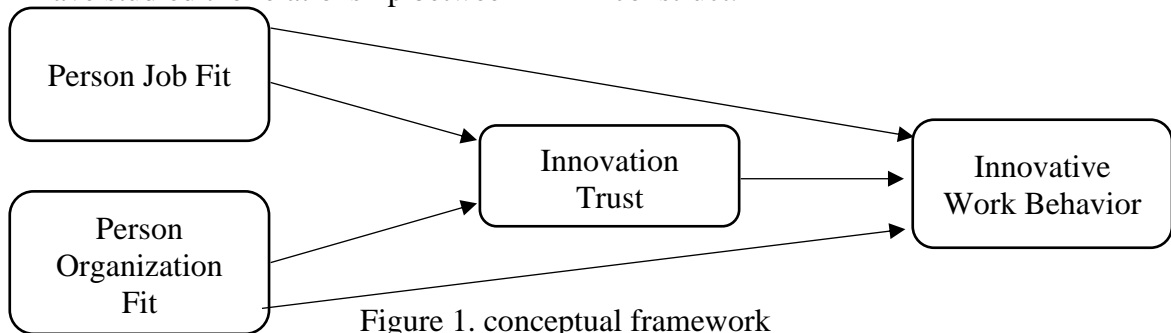 Person Job Fit
Innovation
Trust
Innovative
Work Behavior
Person
Organization
Fit
Figure 1. conceptual framework